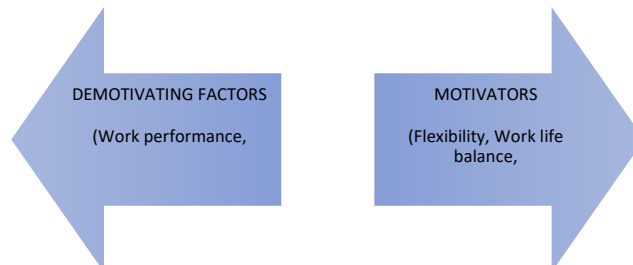 DEMOTIVATING FACTORS
(Work performance,
MOTIVATORS
(Flexibility, Work life
balance,